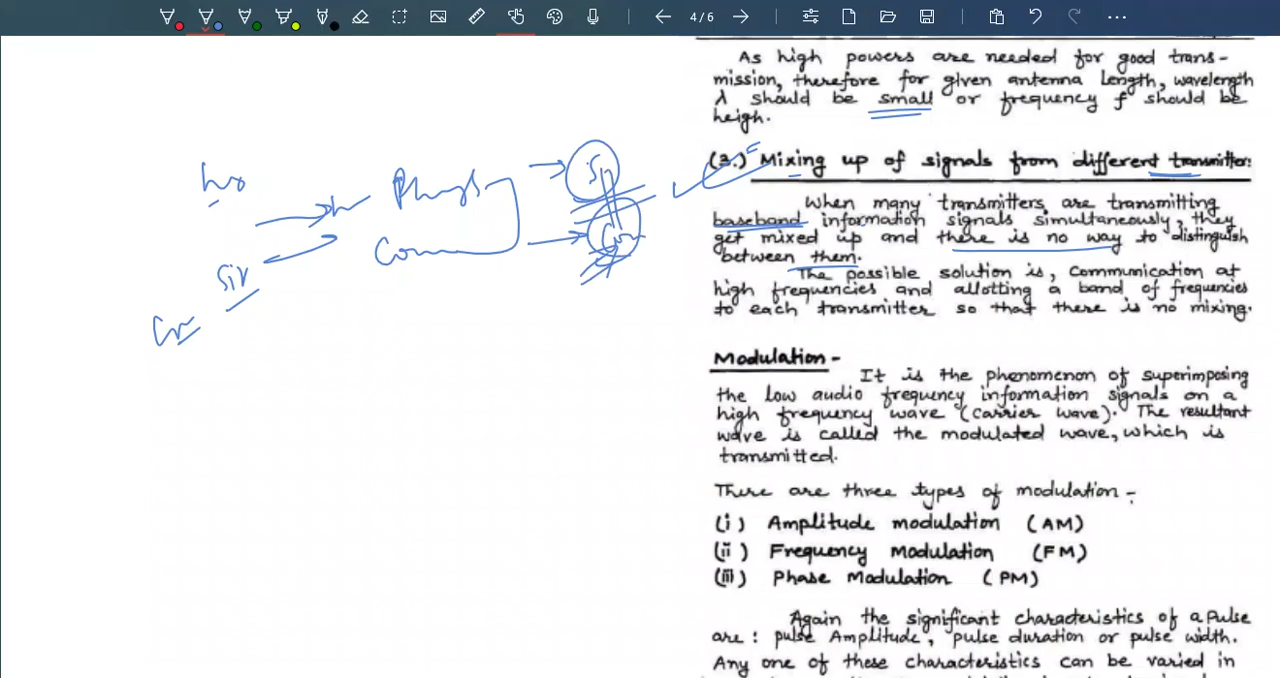 4/6
As high powers are needed for good trans-
mission, therefore for given antenna length, wavelength
λ should be small or frequency f should be
heigh.
(3.) Mixing up of signals from different transmitter:
When many transmitters are transmitting
baseband information signals simultaneously, they
get mixed up and there is no way to distinguish
between them.
The possible solution is, communication at
high frequencies and allotting a band of frequencies
to each transmitter so that there is no mixing.
Modulation -
It is the phenomenon of superimposing
the low audio frequency information signals on a
high frequency wave (carrier wave). The resultant
wave is called the modulated wave, which is
transmitted.
There are three types of modulation -
(i) Amplitude modulation (AM)
(ii) Frequency Modulation (FM)
(iii) Phase Modulation (PM)
Again the significant characteristics of a pulse
are : pulse Amplitude, pulse duration or pulse width.
Any one of these characteristics can be varied in
Sir